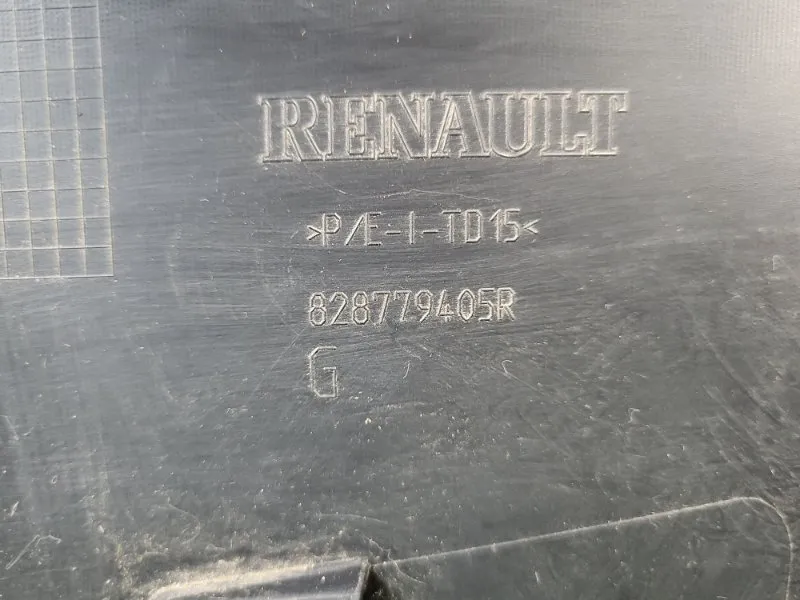 RENAULT
>P/E-I-TD15<
828779405R
G